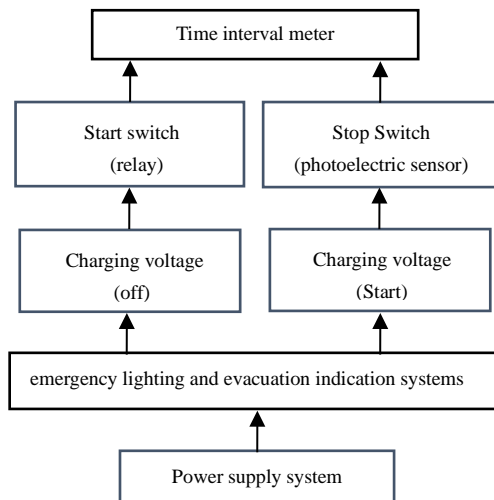 Time interval meter
Start switch
(relay)
Stop Switch
(photoelectric sensor)
Charging voltage
(off)
Charging voltage
(Start)
emergency lighting and evacuation indication systems
Power supply system